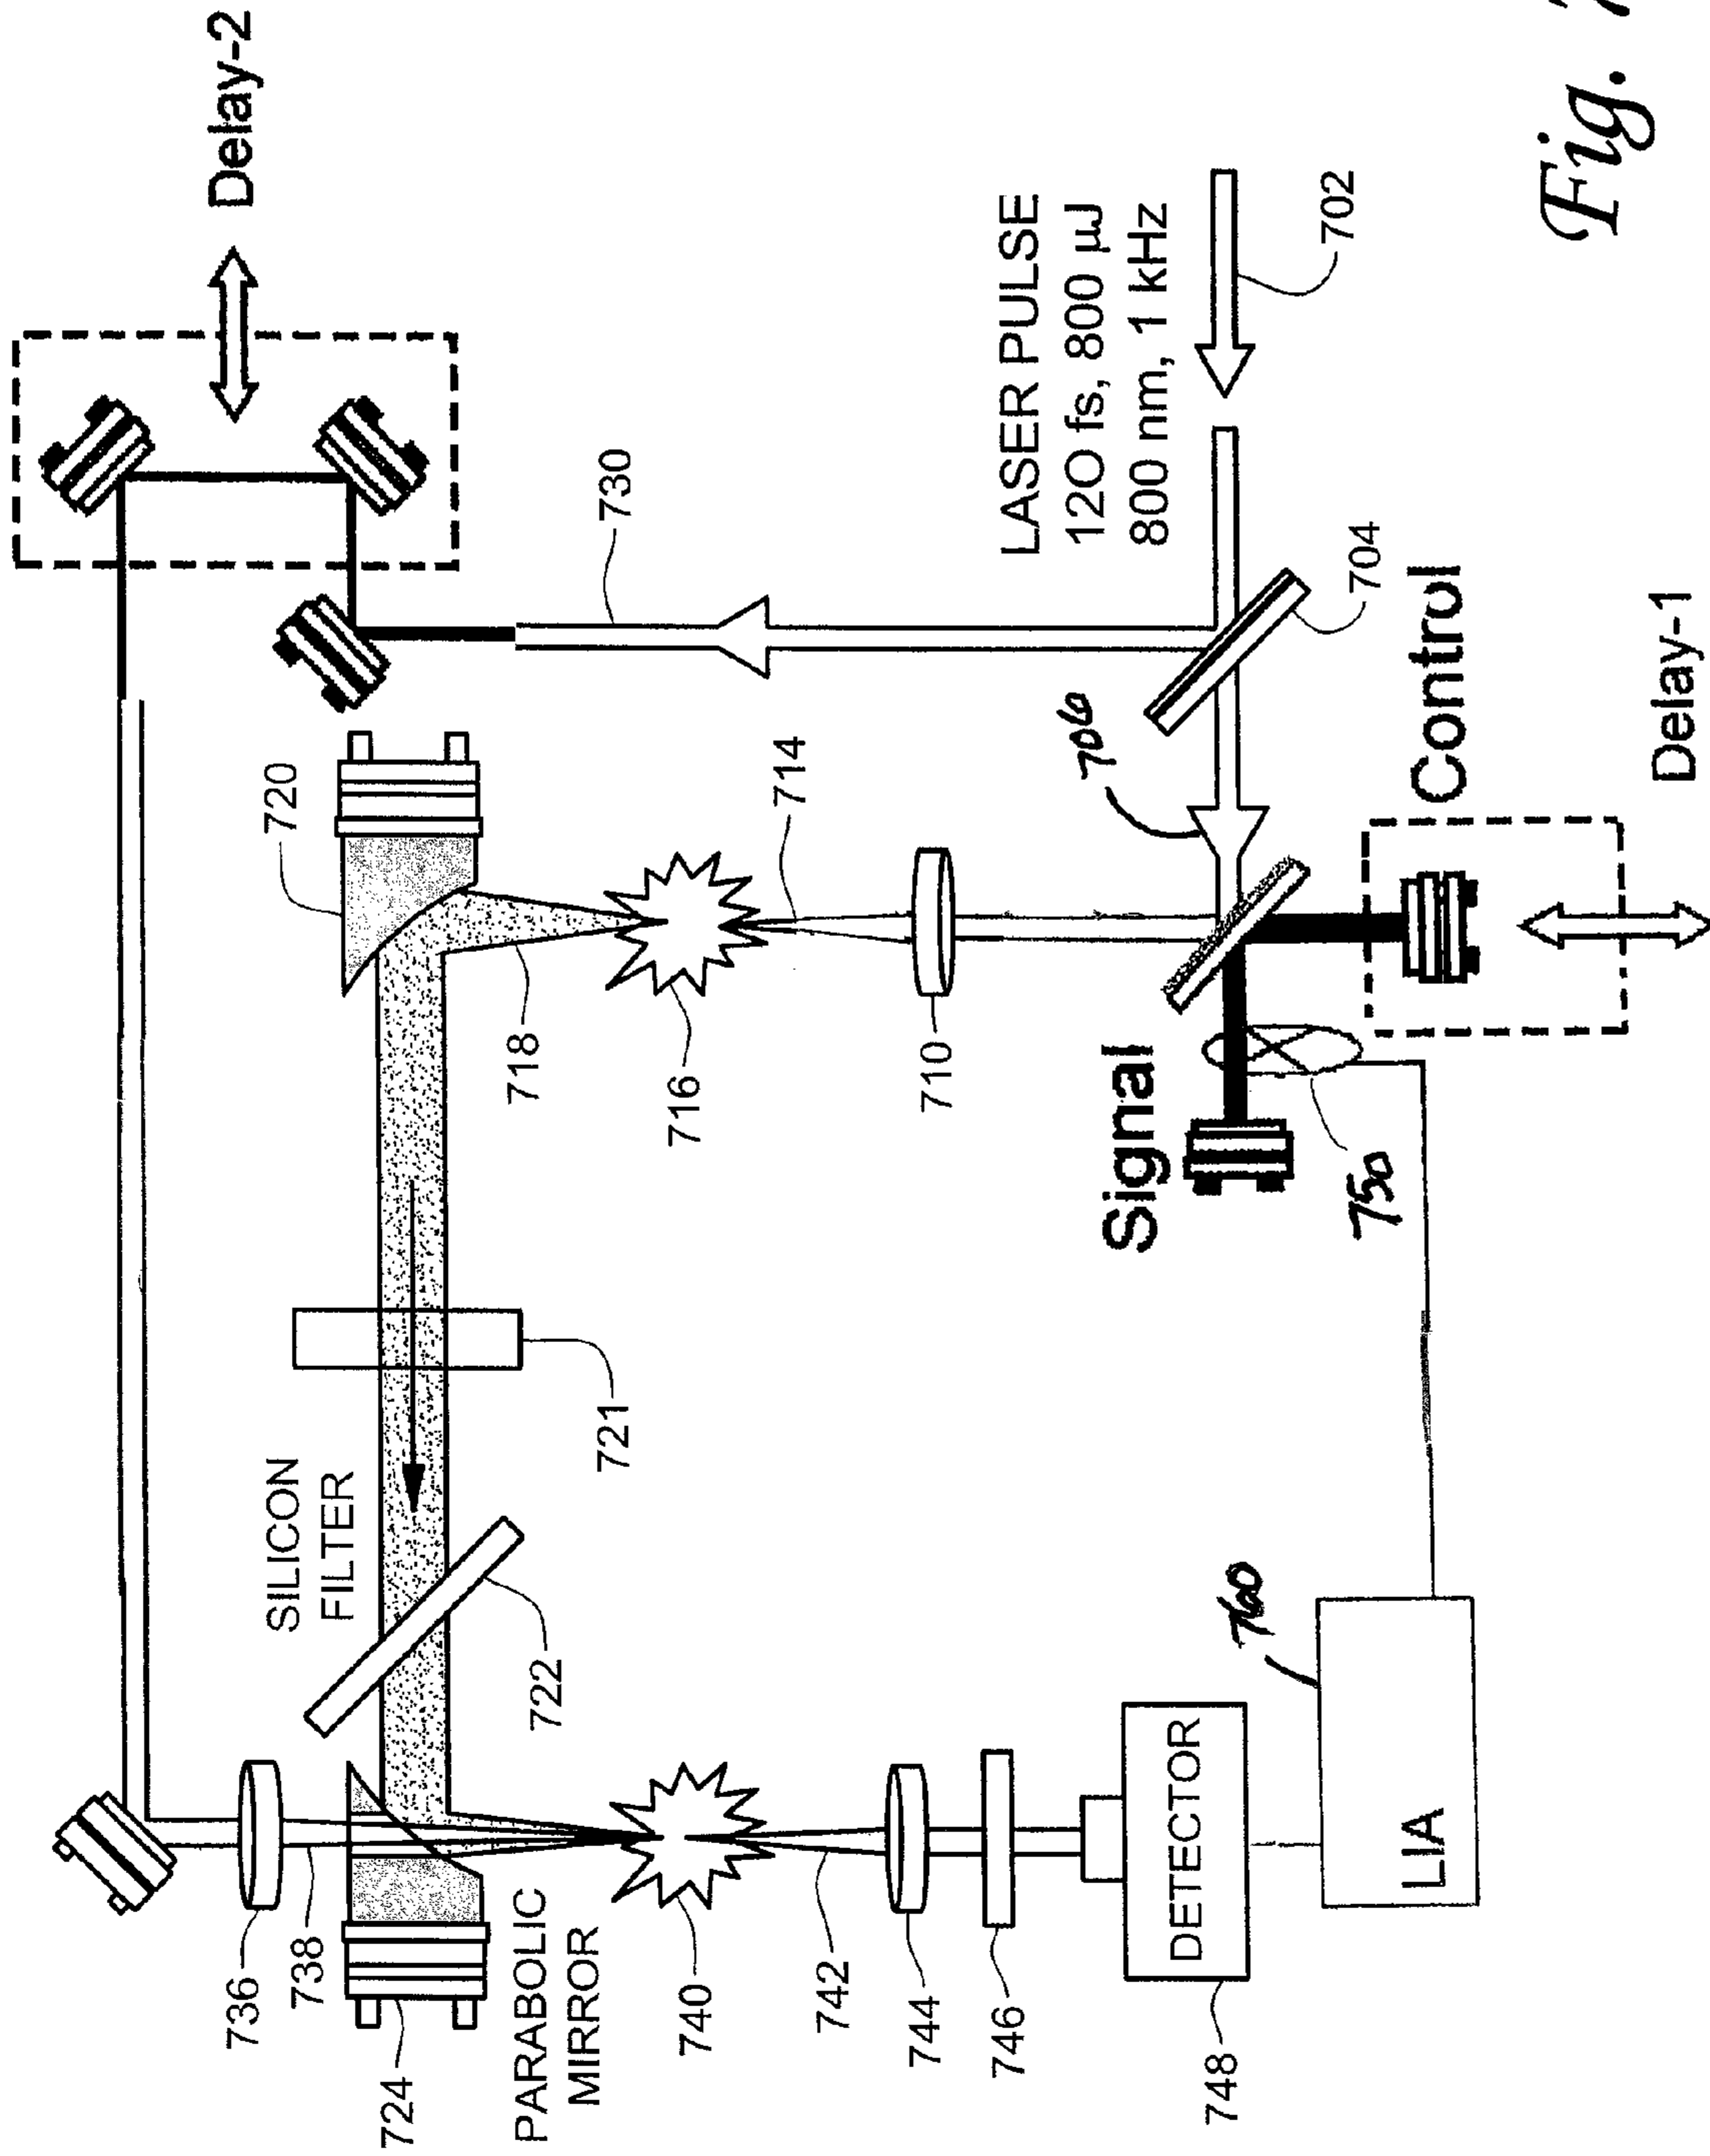 Delay-2
736
738
SILICON
FILTER
720
724
PARABOLIC
MIRROR
718
721
722
730
740
716
714
742
744
710
746
LASER PULSE
120 fs, 800 µJ
800 nm, 1 kHz
706
Signal
748
DETECTOR
760
702
704
750
LIA
Control
Delay-1
Fig.